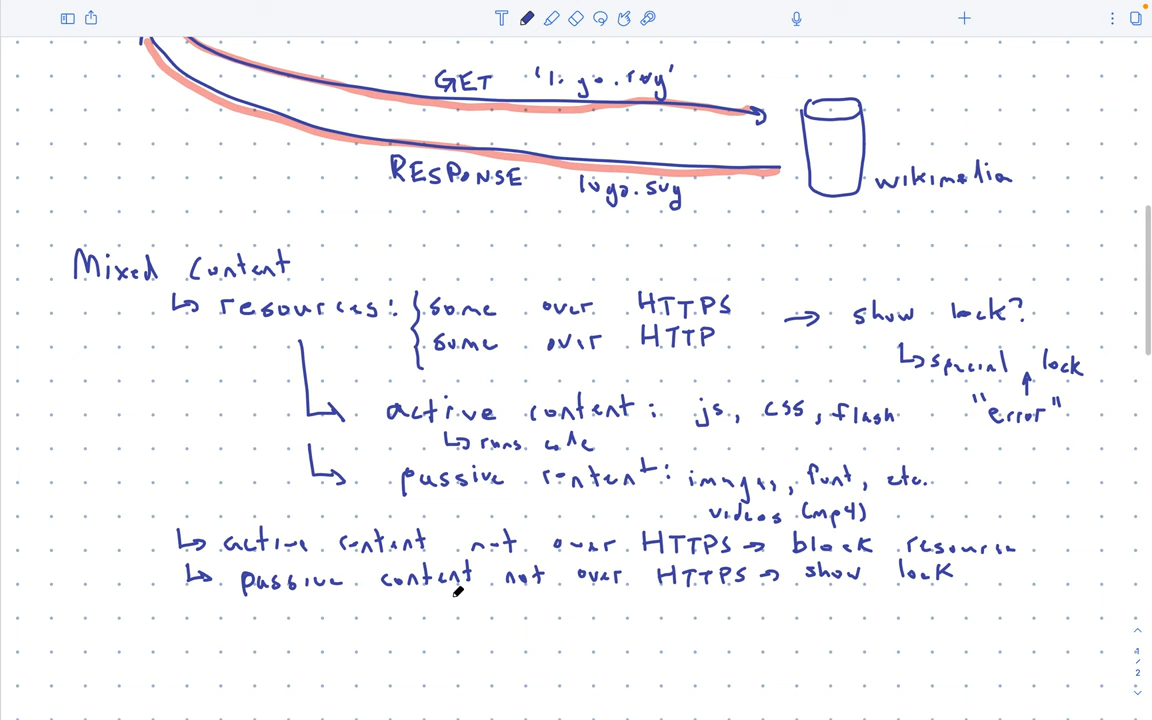 GET 'logo.svg'
RESPONSE logo.svg
wikimedia
Mixed Content
↳ resources: { some over HTTPS → show lock?
some over HTTP
↳ special lock
"error"
↳ active content: js, css, flash
↳ runs code
↳ passive content: images, font, etc.
videos (mp4)
↳ active content not over HTTPS → block resource
↳ passive content not over HTTPS → show lock
4
/
2